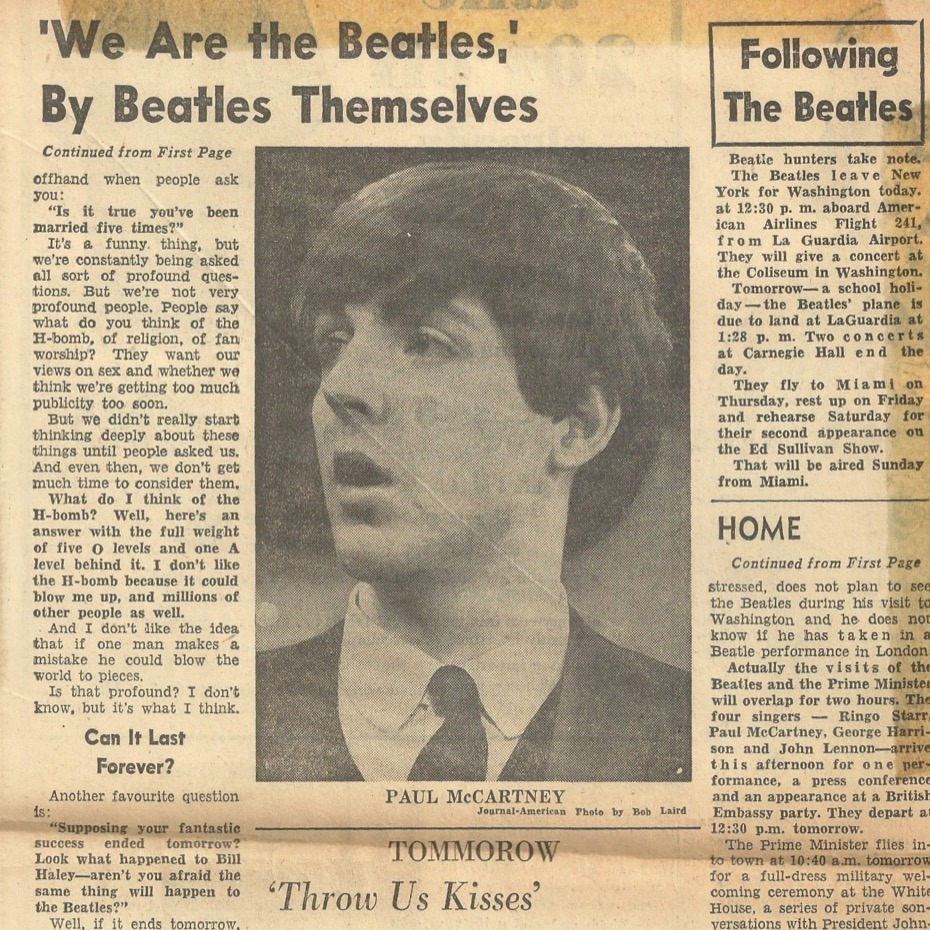 'We Are the Beatles,'
By Beatles Themselves
Continued from First Page
offhand when people ask
you:
"Is it true you've been
married five times?"
It's a funny thing, but
we're constantly being asked
all sort of profound ques-
tions. But we're not very
profound people. People say
what do you think of the
H-bomb, of religion, of fan
worship? They want our
views on sex and whether we
think we're getting too much
publicity too soon.
But we didn't really start
thinking deeply about these
things until people asked us.
And even then, we don't get
much time to consider them.
What do I think of the
H-bomb? Well, here's an
answer with the full weight
of five O levels and one A
level behind it. I don't like
the H-bomb because it could
blow me up, and millions of
other people as well.
And I don't like the idea
that if one man makes a
mistake he could blow the
world to pieces.
Is that profound? I don't
know, but it's what I think.
Can It Last
Forever?
Another favourite question
is:
"Supposing your fantastic
success ended tomorrow?
Look what happened to Bill
Haley—aren't you afraid the
same thing will happen to
the Beatles?"
Well, if it ends tomorrow,
PAUL McCARTNEY
Journal-American Photo by Bob Laird
TOMMOROW
'Throw Us Kisses'
Following
The Beatles
Beatle hunters take note.
The Beatles leave New
York for Washington today.
at 12:30 p. m. aboard Amer-
ican Airlines Flight 241,
from La Guardia Airport.
They will give a concert at
the Coliseum in Washington.
Tomorrow—a school holi-
day—the Beatles' plane is
due to land at LaGuardia at
1:28 p. m. Two concerts
at Carnegie Hall end the
day.
They fly to Miami on
Thursday, rest up on Friday
and rehearse Saturday for
their second appearance on
the Ed Sullivan Show.
That will be aired Sunday
from Miami.
HOME
Continued from First Page
stressed, does not plan to see
the Beatles during his visit to
Washington and he does not
know if he has taken in a
Beatle performance in London.
Actually the visits of the
Beatles and the Prime Minister
will overlap for two hours. The
four singers — Ringo Starr,
Paul McCartney, George Harri-
son and John Lennon—arrive
this afternoon for one per-
formance, a press conference
and an appearance at a British
Embassy party. They depart at
12:30 p.m. tomorrow.
The Prime Minister flies in-
to town at 10:40 a.m. tomorrow
for a full-dress military wel-
coming ceremony at the White
House, a series of private con-
versations with President John-